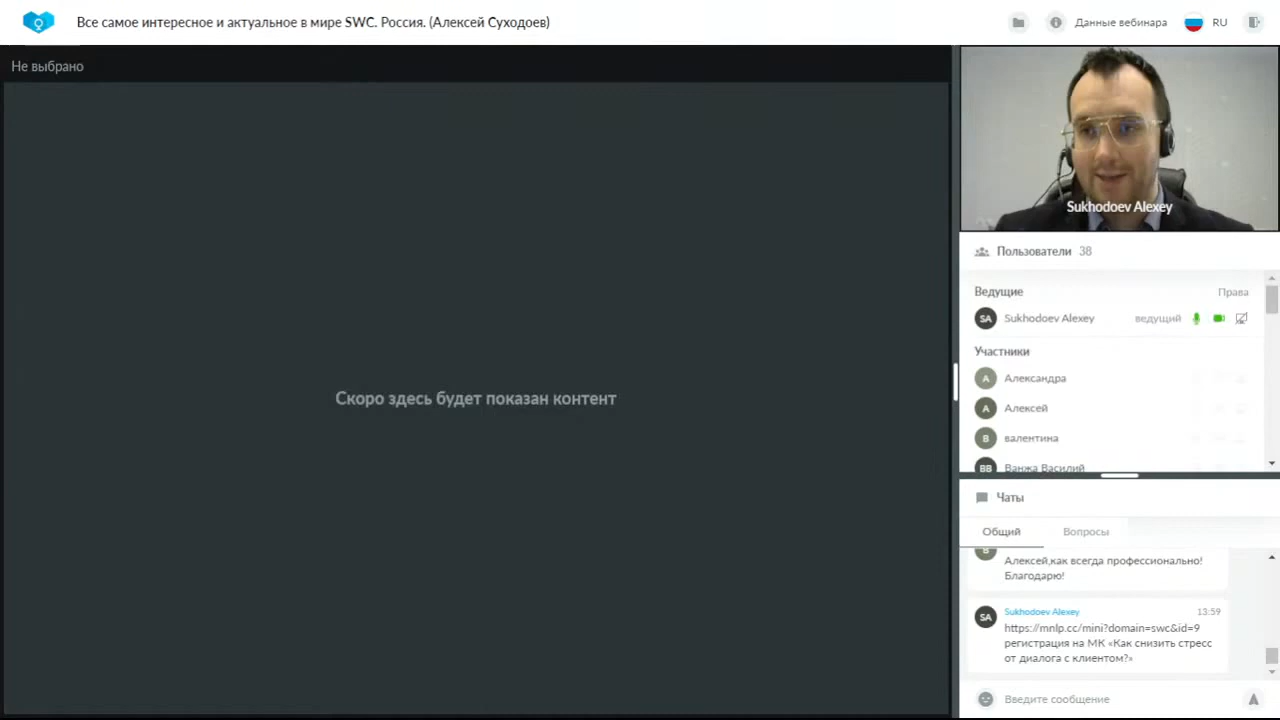 Все самое интересное и актуальное в мире SWC. Россия. (Алексей Суходоев)
Данные вебинара
RU
Не выбрано
Скоро здесь будет показан контент
Sukhodoev Alexey
Пользователи 38
Ведущие
Права
SA
Sukhodoev Alexey
ведущий
Участники
А
Александра
А
Алексей
В
валентина
ВВ
Ванжа Василий
Чаты
Общий
Вопросы
В
Алексей,как всегда профессионально!
Благодарю!
SA
Sukhodoev Alexey
13:59
https://mnlp.cc/mini?domain=swc&id=9
регистрация на МК «Как снизить стресс
от диалога с клиентом?»
Введите сообщение